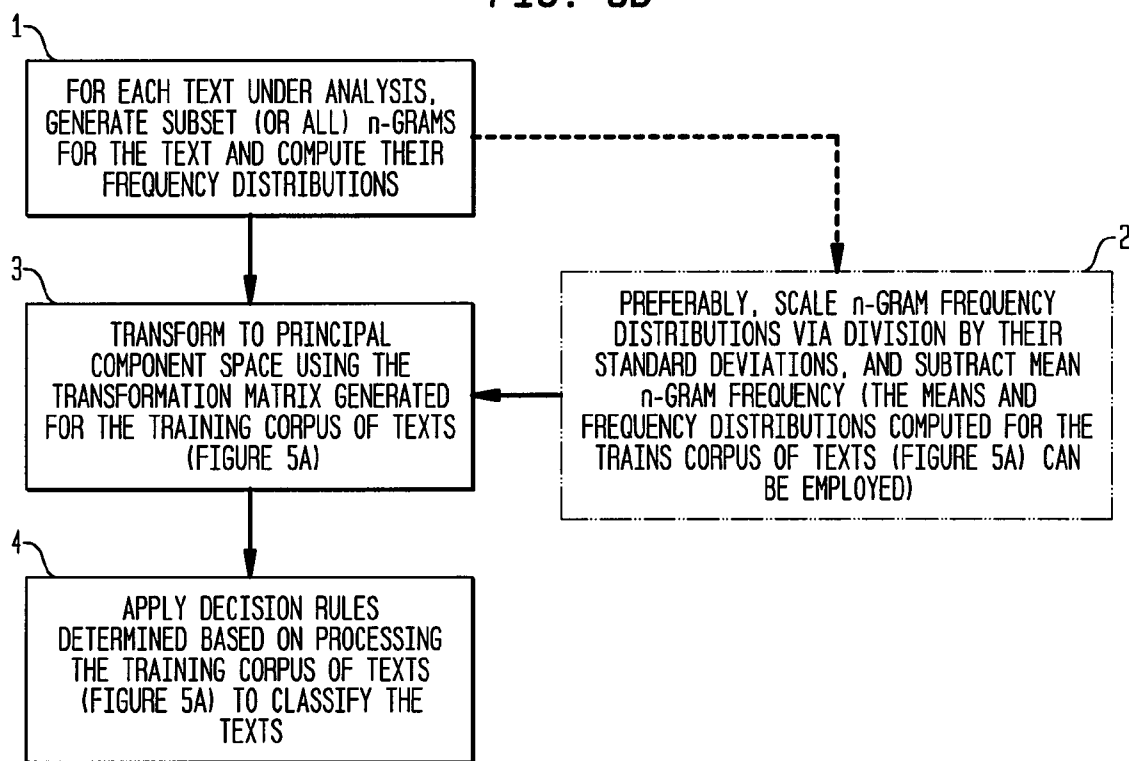 1
FOR EACH TEXT UNDER ANALYSIS,
GENERATE SUBSET (OR ALL) n-GRAMS
FOR THE TEXT AND COMPUTE THEIR
FREQUENCY DISTRIBUTIONS
2
PREFERABLY, SCALE n-GRAM FREQUENCY
DISTRIBUTIONS VIA DIVISION BY THEIR
STANDARD DEVIATIONS, AND SUBTRACT MEAN
n-GRAM FREQUENCY (THE MEANS AND
FREQUENCY DISTRIBUTIONS COMPUTED FOR THE
TRAINS CORPUS OF TEXTS (FIGURE 5A) CAN
BE EMPLOYED)
3
TRANSFORM TO PRINCIPAL
COMPONENT SPACE USING THE
TRANSFORMATION MATRIX GENERATED
FOR THE TRAINING CORPUS OF TEXTS
(FIGURE 5A)
4
APPLY DECISION RULES
DETERMINED BASED ON PROCESSING
THE TRAINING CORPUS OF TEXTS
(FIGURE 5A) TO CLASSIFY THE
TEXTS